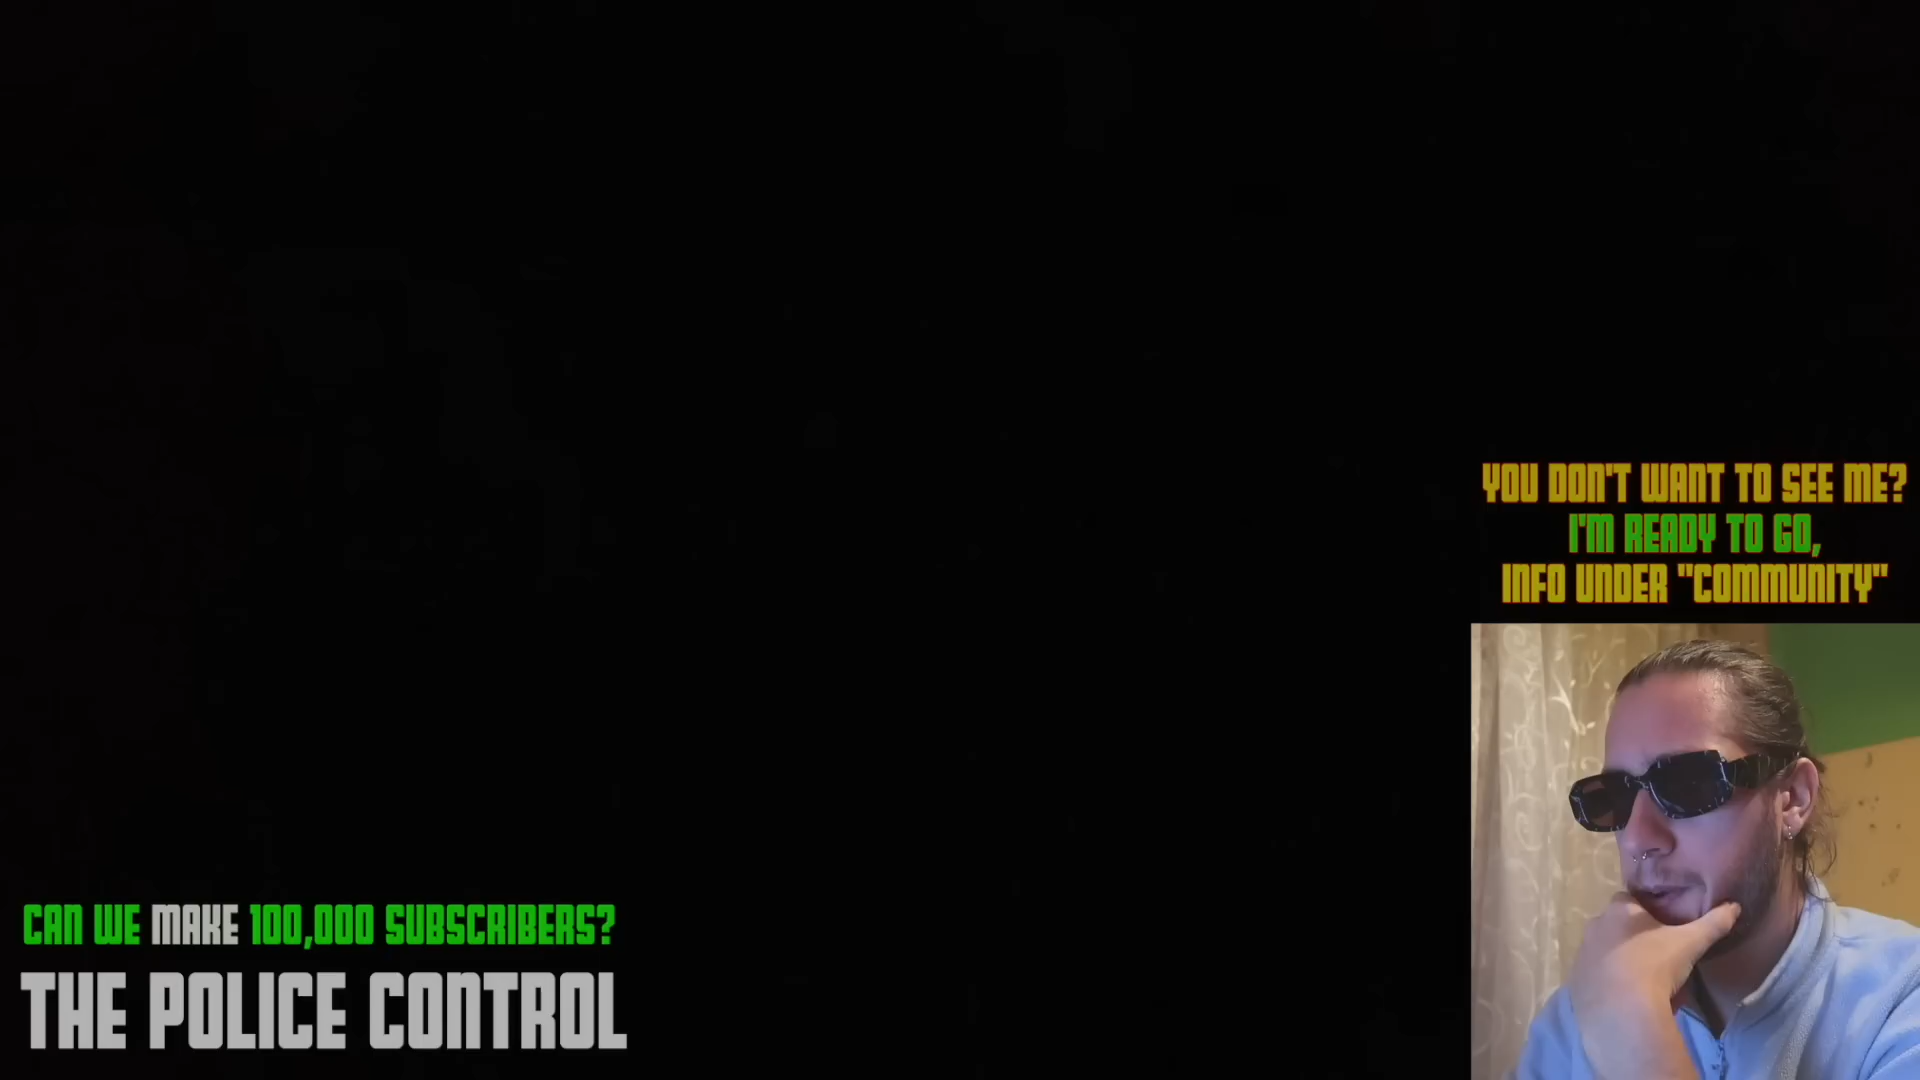 YOU DON'T WANT TO SEE ME?
I'M READY TO GO,
INFO UNDER "COMMUNITY"
CAN WE MAKE 100,000 SUBSCRIBERS?
THE POLICE CONTROL